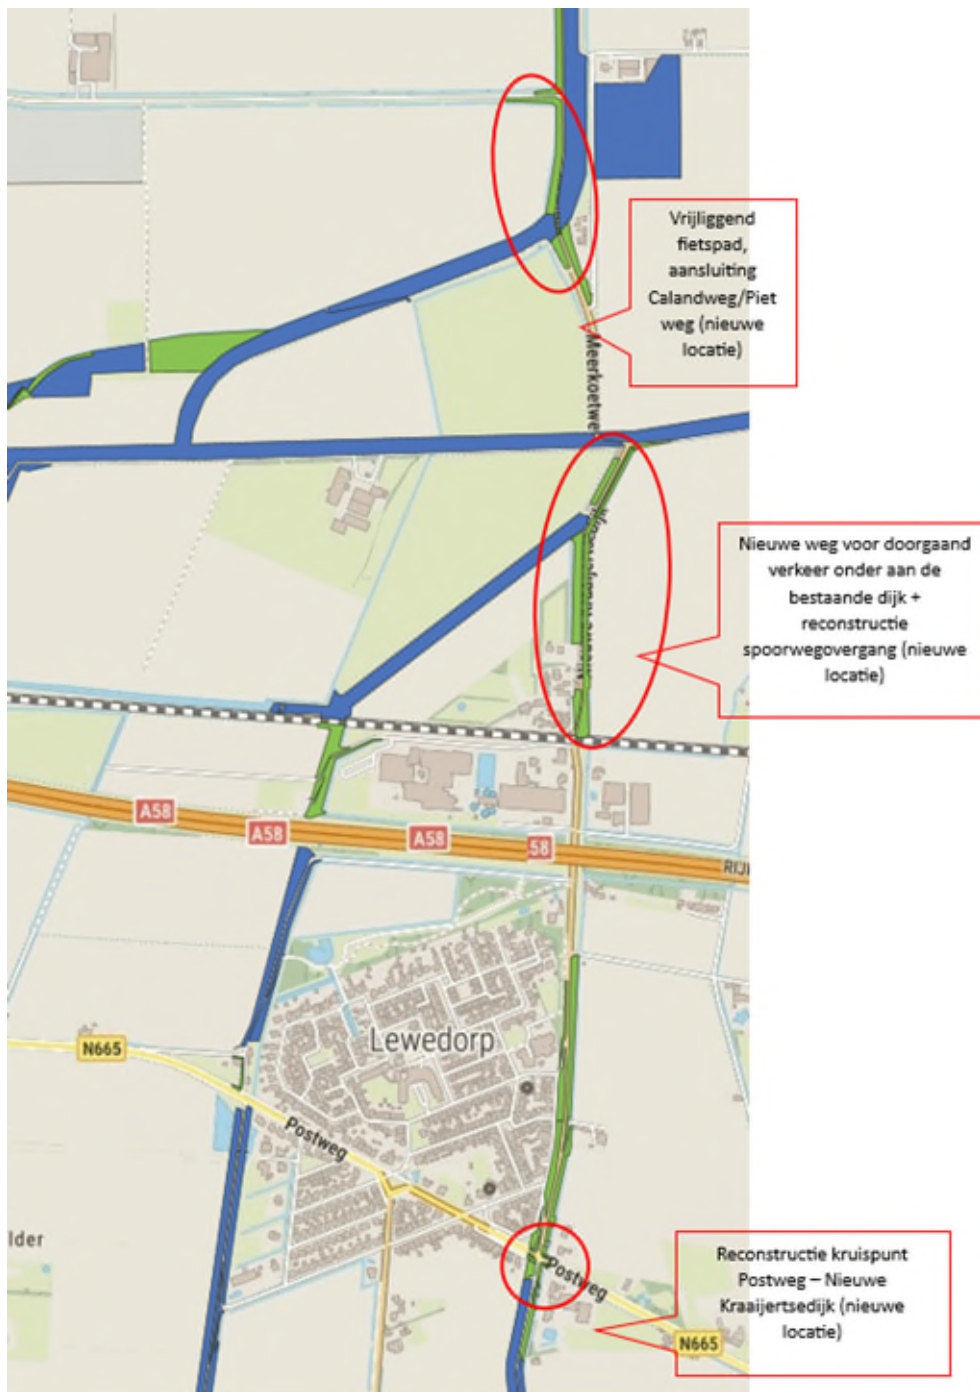 Vrijliggend
fietspad,
aansluiting
Calandweg/Piet
weg (nieuwe
locatie)
Meerkoetwe
Nieuwe weg voor doorgaand
verkeer onder aan de
bestaande dijk +
reconstructie
spoorwegovergang (nieuwe
locatie)
A58
A58
A58
58
RIJI
Lewedorp
N665
Postweg
lder
Postweg
Reconstructie kruispunt
Postweg – Nieuwe
Kraaijertsedijk (nieuwe
locatie)
N665